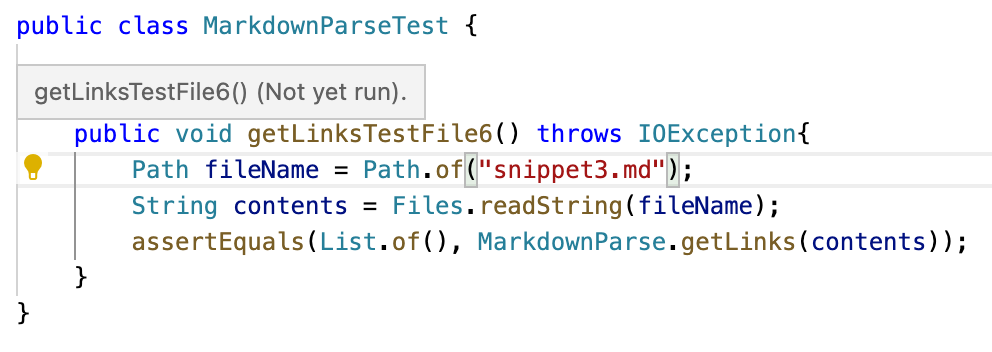 public class MarkdownParseTest {
getLinksTestFile6() (Not yet run).
public void getLinksTestFile6() throws IOException{
Path fileName = Path.of("snippet3.md");
String contents = Files.readString(fileName);
assertEquals(List.of(), MarkdownParse.getLinks(contents));
}
}